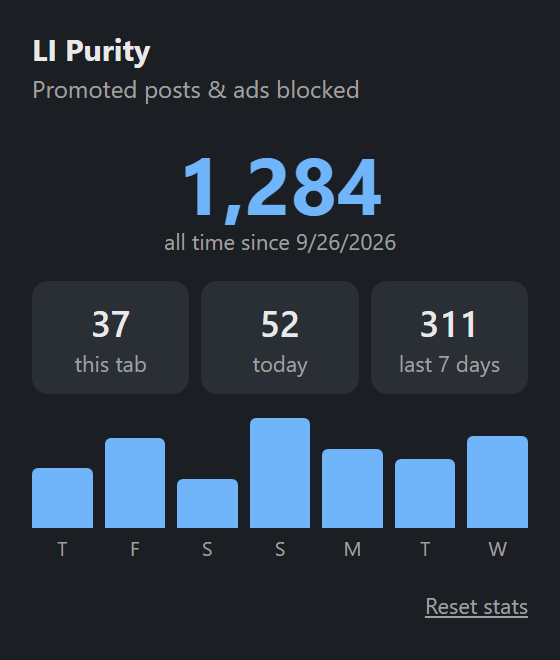 LI Purity
Promoted posts & ads blocked
1,284
all time since 9/26/2026
37 52 311
this tab today last 7 days
T F S S M T W
Reset stats